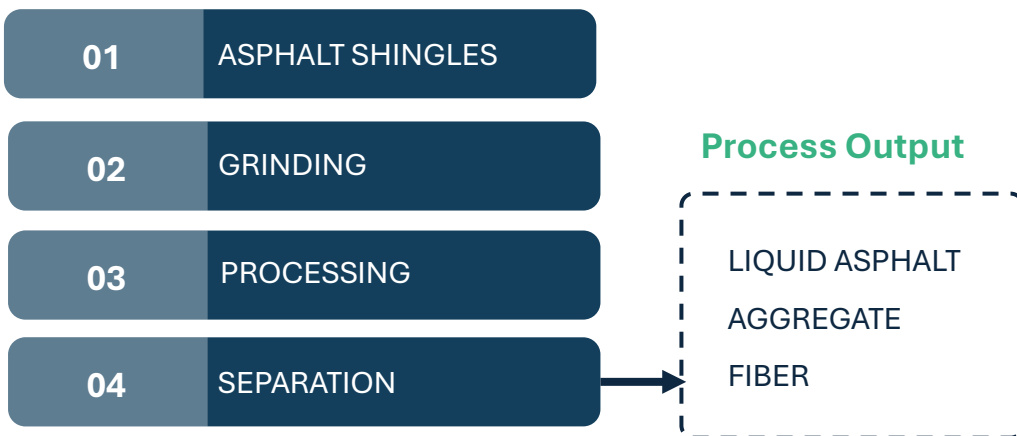 01 ASPHALT SHINGLES
02 GRINDING
03 PROCESSING
04 SEPARATION
Process Output
LIQUID ASPHALT
AGGREGATE
FIBER